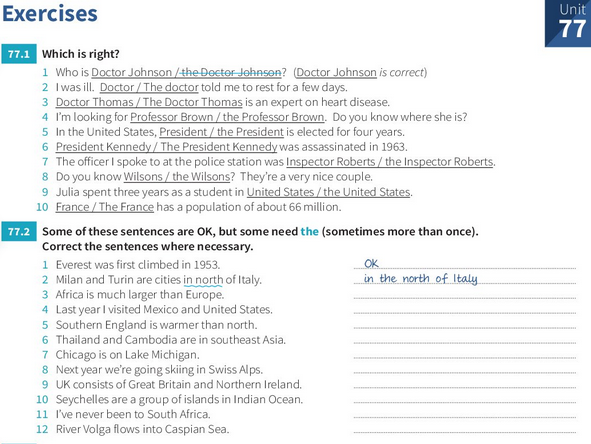 Exercises
Unit
77
77.1 Which is right?
1 Who is Doctor Johnson / the Doctor Johnson? (Doctor Johnson is correct)
2 I was ill. Doctor / The doctor told me to rest for a few days.
3 Doctor Thomas / The Doctor Thomas is an expert on heart disease.
4 I'm looking for Professor Brown / the Professor Brown. Do you know where she is?
5 In the United States, President / the President is elected for four years.
6 President Kennedy / The President Kennedy was assassinated in 1963.
7 The officer I spoke to at the police station was Inspector Roberts / the Inspector Roberts.
8 Do you know Wilsons / the Wilsons? They're a very nice couple.
9 Julia spent three years as a student in United States / the United States.
10 France / The France has a population of about 66 million.
77.2 Some of these sentences are OK, but some need the (sometimes more than once).
Correct the sentences where necessary.
1 Everest was first climbed in 1953. OK
2 Milan and Turin are cities in north of Italy. in the north of Italy
3 Africa is much larger than Europe.
4 Last year I visited Mexico and United States.
5 Southern England is warmer than north.
6 Thailand and Cambodia are in southeast Asia.
7 Chicago is on Lake Michigan.
8 Next year we're going skiing in Swiss Alps.
9 UK consists of Great Britain and Northern Ireland.
10 Seychelles are a group of islands in Indian Ocean.
11 I've never been to South Africa.
12 River Volga flows into Caspian Sea.